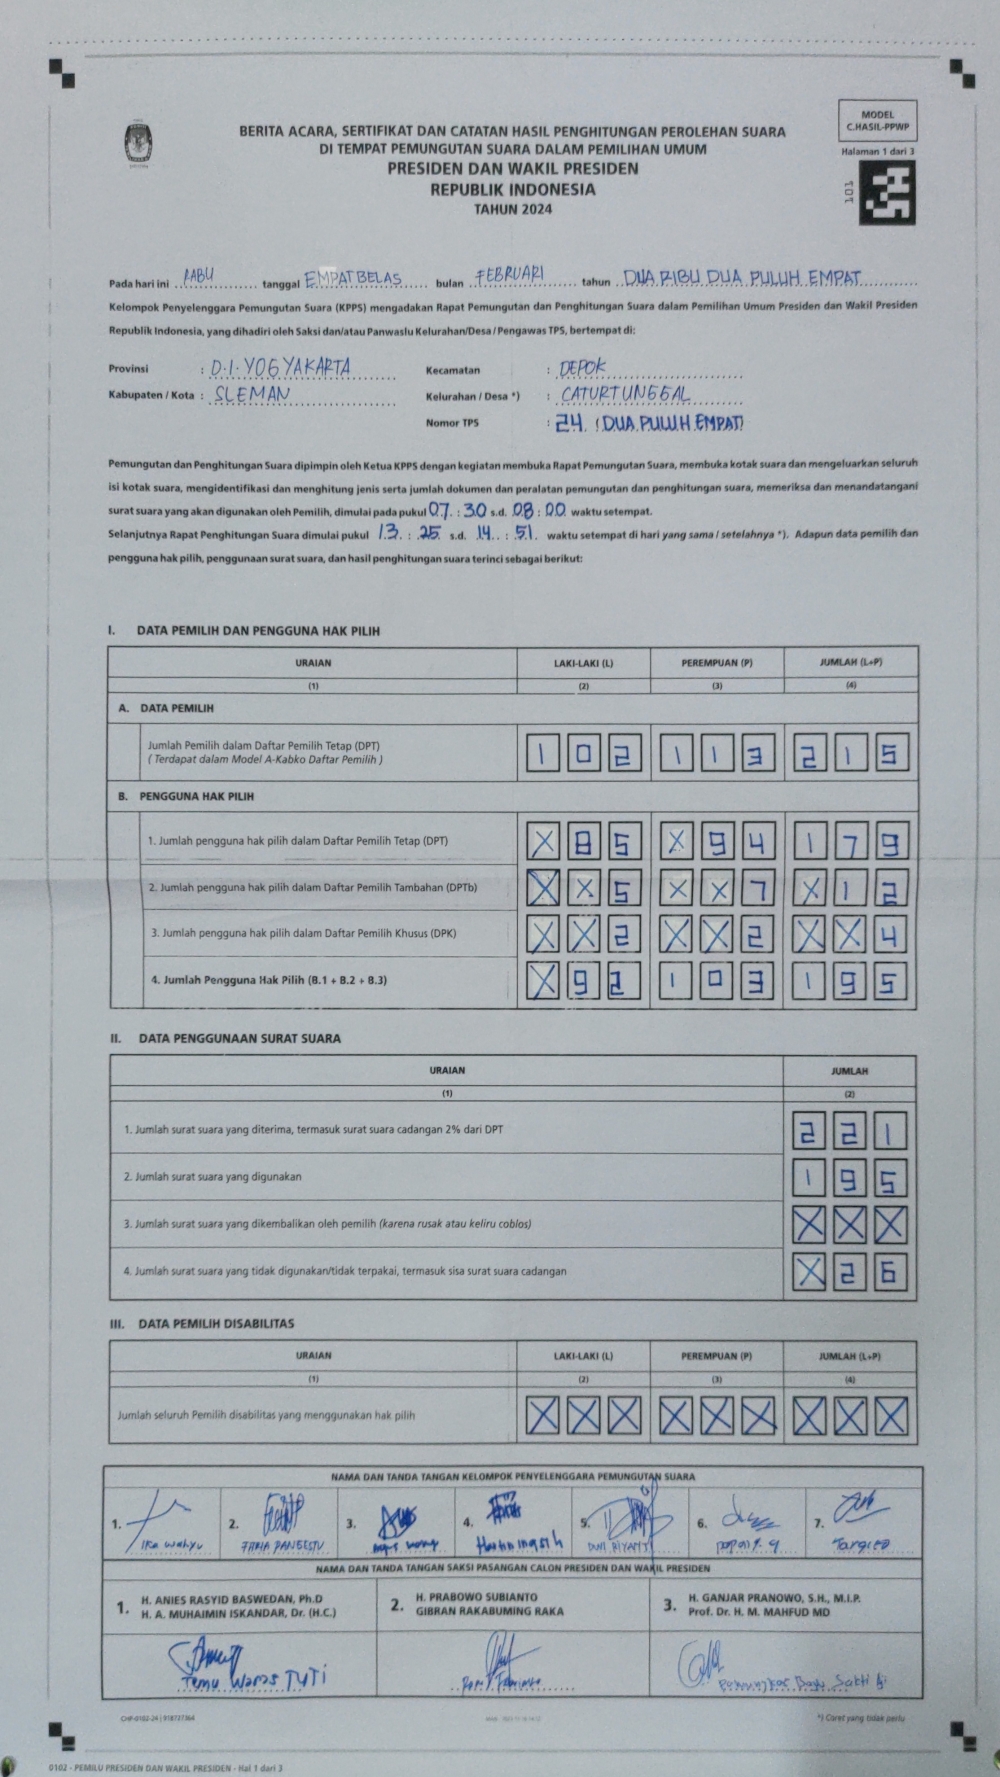 MODEL
C.HASIL-PPWP
Halaman 1 dari 3
101
BERITA ACARA, SERTIFIKAT DAN CATATAN HASIL PENGHITUNGAN PEROLEHAN SUARA
DI TEMPAT PEMUNGUTAN SUARA DALAM PEMILIHAN UMUM
PRESIDEN DAN WAKIL PRESIDEN
REPUBLIK INDONESIA
TAHUN 2024
Pada hari ini RABU tanggal EMPAT BELAS bulan FEBRUARI tahun DUA RIBU DUA PULUH EMPAT
Kelompok Penyelenggara Pemungutan Suara (KPPS) mengadakan Rapat Pemungutan dan Penghitungan Suara dalam Pemilihan Umum Presiden dan Wakil Presiden
Republik Indonesia, yang dihadiri oleh Saksi dan/atau Panwaslu Kelurahan/Desa / Pengawas TPS, bertempat di:
Provinsi : D.I. YOGYAKARTA Kecamatan : DEPOK
Kabupaten / Kota : SLEMAN Kelurahan / Desa *) : CATURTUNGGAL
Nomor TPS : 24. (DUA PULUH EMPAT)
Pemungutan dan Penghitungan Suara dipimpin oleh Ketua KPPS dengan kegiatan membuka Rapat Pemungutan Suara, membuka kotak suara dan mengeluarkan seluruh
isi kotak suara, mengidentifikasi dan menghitung jenis serta jumlah dokumen dan peralatan pemungutan dan penghitungan suara, memeriksa dan menandatangani
surat suara yang akan digunakan oleh Pemilih, dimulai pada pukul 07. : 30 s.d. 08 : 00 waktu setempat.
Selanjutnya Rapat Penghitungan Suara dimulai pukul 13. : 25 s.d. 14. : 51. waktu setempat di hari yang sama / setelahnya *). Adapun data pemilih dan
pengguna hak pilih, penggunaan surat suara, dan hasil penghitungan suara terinci sebagai berikut:
I. DATA PEMILIH DAN PENGGUNA HAK PILIH
URAIAN LAKI-LAKI (L) PEREMPUAN (P) JUMLAH (L+P)
(1) (2) (3) (4)
A. DATA PEMILIH
Jumlah Pemilih dalam Daftar Pemilih Tetap (DPT)
( Terdapat dalam Model A-Kabko Daftar Pemilih ) 1 0 2 1 1 3 2 1 5
B. PENGGUNA HAK PILIH
1. Jumlah pengguna hak pilih dalam Daftar Pemilih Tetap (DPT) X 8 5 X 9 4 1 7 9
2. Jumlah pengguna hak pilih dalam Daftar Pemilih Tambahan (DPTb) X X 5 X X 7 X 1 2
3. Jumlah pengguna hak pilih dalam Daftar Pemilih Khusus (DPK) X X 2 X X 2 X X 4
4. Jumlah Pengguna Hak Pilih (B.1 + B.2 + B.3) X 9 2 1 0 3 1 9 5
II. DATA PENGGUNAAN SURAT SUARA
URAIAN JUMLAH
(1) (2)
1. Jumlah surat suara yang diterima, termasuk surat suara cadangan 2% dari DPT 2 2 1
2. Jumlah surat suara yang digunakan 1 9 5
3. Jumlah surat suara yang dikembalikan oleh pemilih (karena rusak atau keliru coblos) X X X
4. Jumlah surat suara yang tidak digunakan/tidak terpakai, termasuk sisa surat suara cadangan X 2 6
III. DATA PEMILIH DISABILITAS
URAIAN LAKI-LAKI (L) PEREMPUAN (P) JUMLAH (L+P)
(1) (2) (3) (4)
Jumlah seluruh Pemilih disabilitas yang menggunakan hak pilih X X X X X X X X X
NAMA DAN TANDA TANGAN KELOMPOK PENYELENGGARA PEMUNGUTAN SUARA
1. 2. 3. 4. 5. 6. 7.
Ika Wahyu DWI RIYANTI
NAMA DAN TANDA TANGAN SAKSI PASANGAN CALON PRESIDEN DAN WAKIL PRESIDEN
1. H. ANIES RASYID BASWEDAN, Ph.D
H. A. MUHAIMIN ISKANDAR, Dr. (H.C.)
2. H. PRABOWO SUBIANTO
GIBRAN RAKABUMING RAKA
3. H. GANJAR PRANOWO, S.H., M.I.P.
Prof. Dr. H. M. MAHFUD MD
Temu Waras TUTI
*) Coret yang tidak perlu
0102 - PEMILU PRESIDEN DAN WAKIL PRESIDEN - Hal 1 dari 3